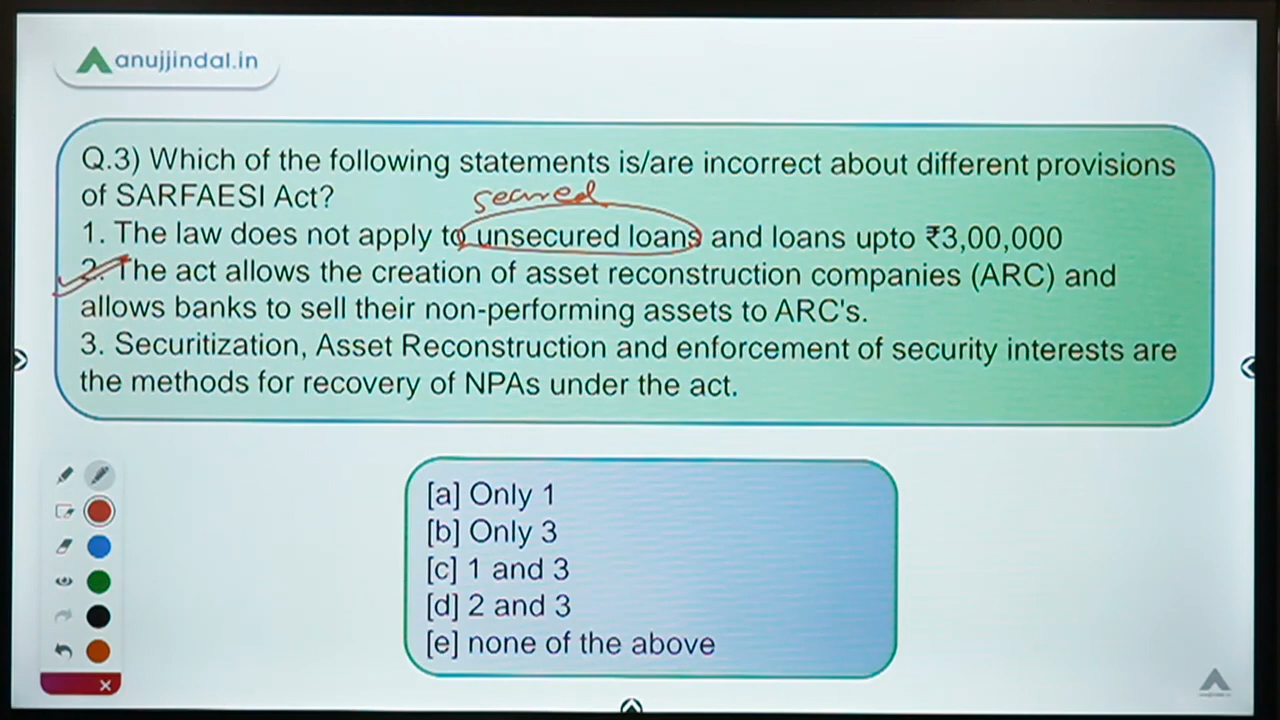 anujjindal.in
Q.3) Which of the following statements is/are incorrect about different provisions
of SARFAESI Act?
secured
1. The law does not apply to unsecured loans and loans upto ₹3,00,000
2. The act allows the creation of asset reconstruction companies (ARC) and
allows banks to sell their non-performing assets to ARC's.
3. Securitization, Asset Reconstruction and enforcement of security interests are
the methods for recovery of NPAs under the act.
[a] Only 1
[b] Only 3
[c] 1 and 3
[d] 2 and 3
[e] none of the above